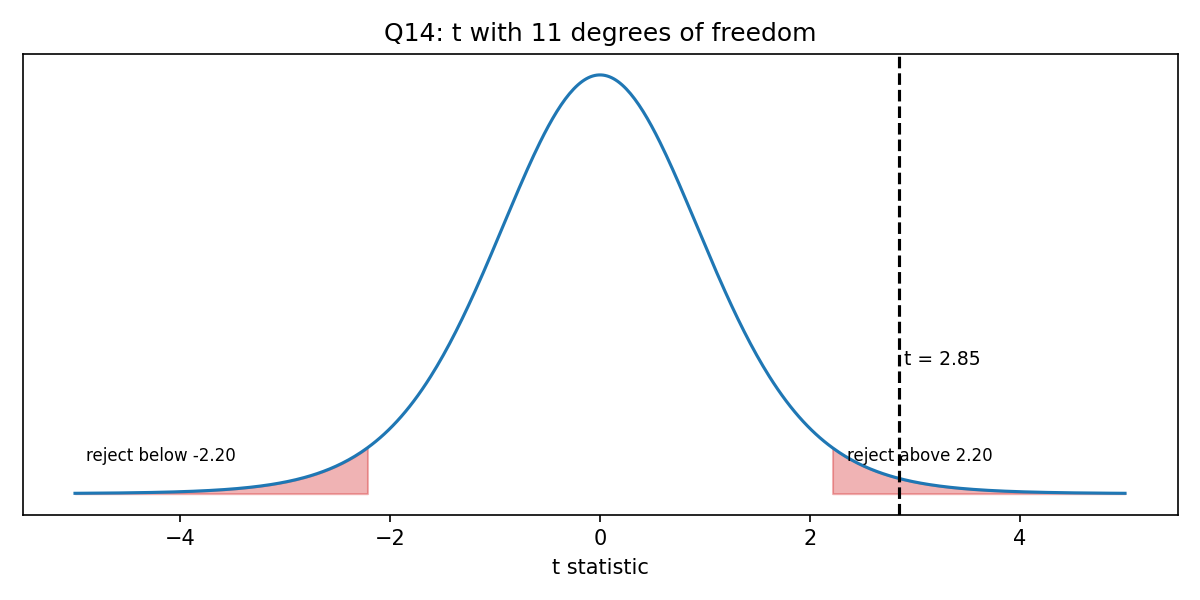 Q14: t with 11 degrees of freedom
t = 2.85
reject below -2.20
reject above 2.20
−4
−2
0
2
4
t statistic